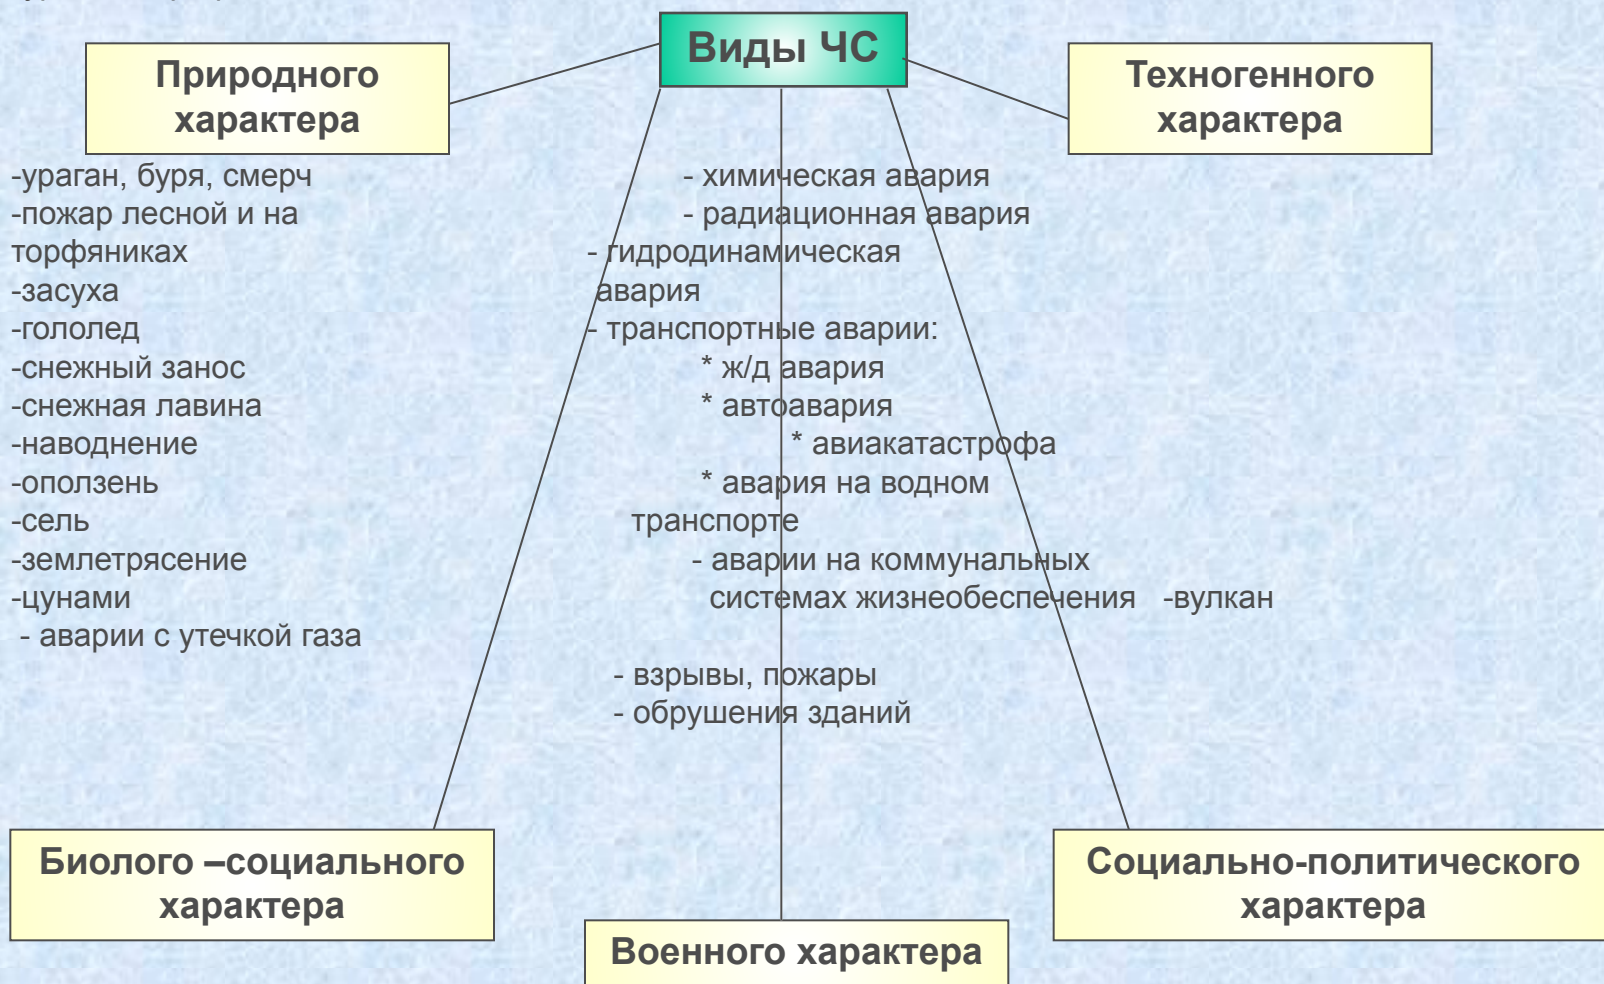 Виды ЧС
Природного
характера
Техногенного
характера
-ураган, буря, смерч
-пожар лесной и на
торфяниках
-засуха
-гололед
-снежный занос
-снежная лавина
-наводнение
-оползень
-сель
-землетрясение
-цунами
- аварии с утечкой газа
- химическая авария
- радиационная авария
- гидродинамическая
авария
- транспортные аварии:
* ж/д авария
* автоавария
* авиакатастрофа
* авария на водном
транспорте
- аварии на коммунальных
системах жизнеобеспечения -вулкан
- взрывы, пожары
- обрушения зданий
Биолого –социального
характера
Военного характера
Социально-политического
характера